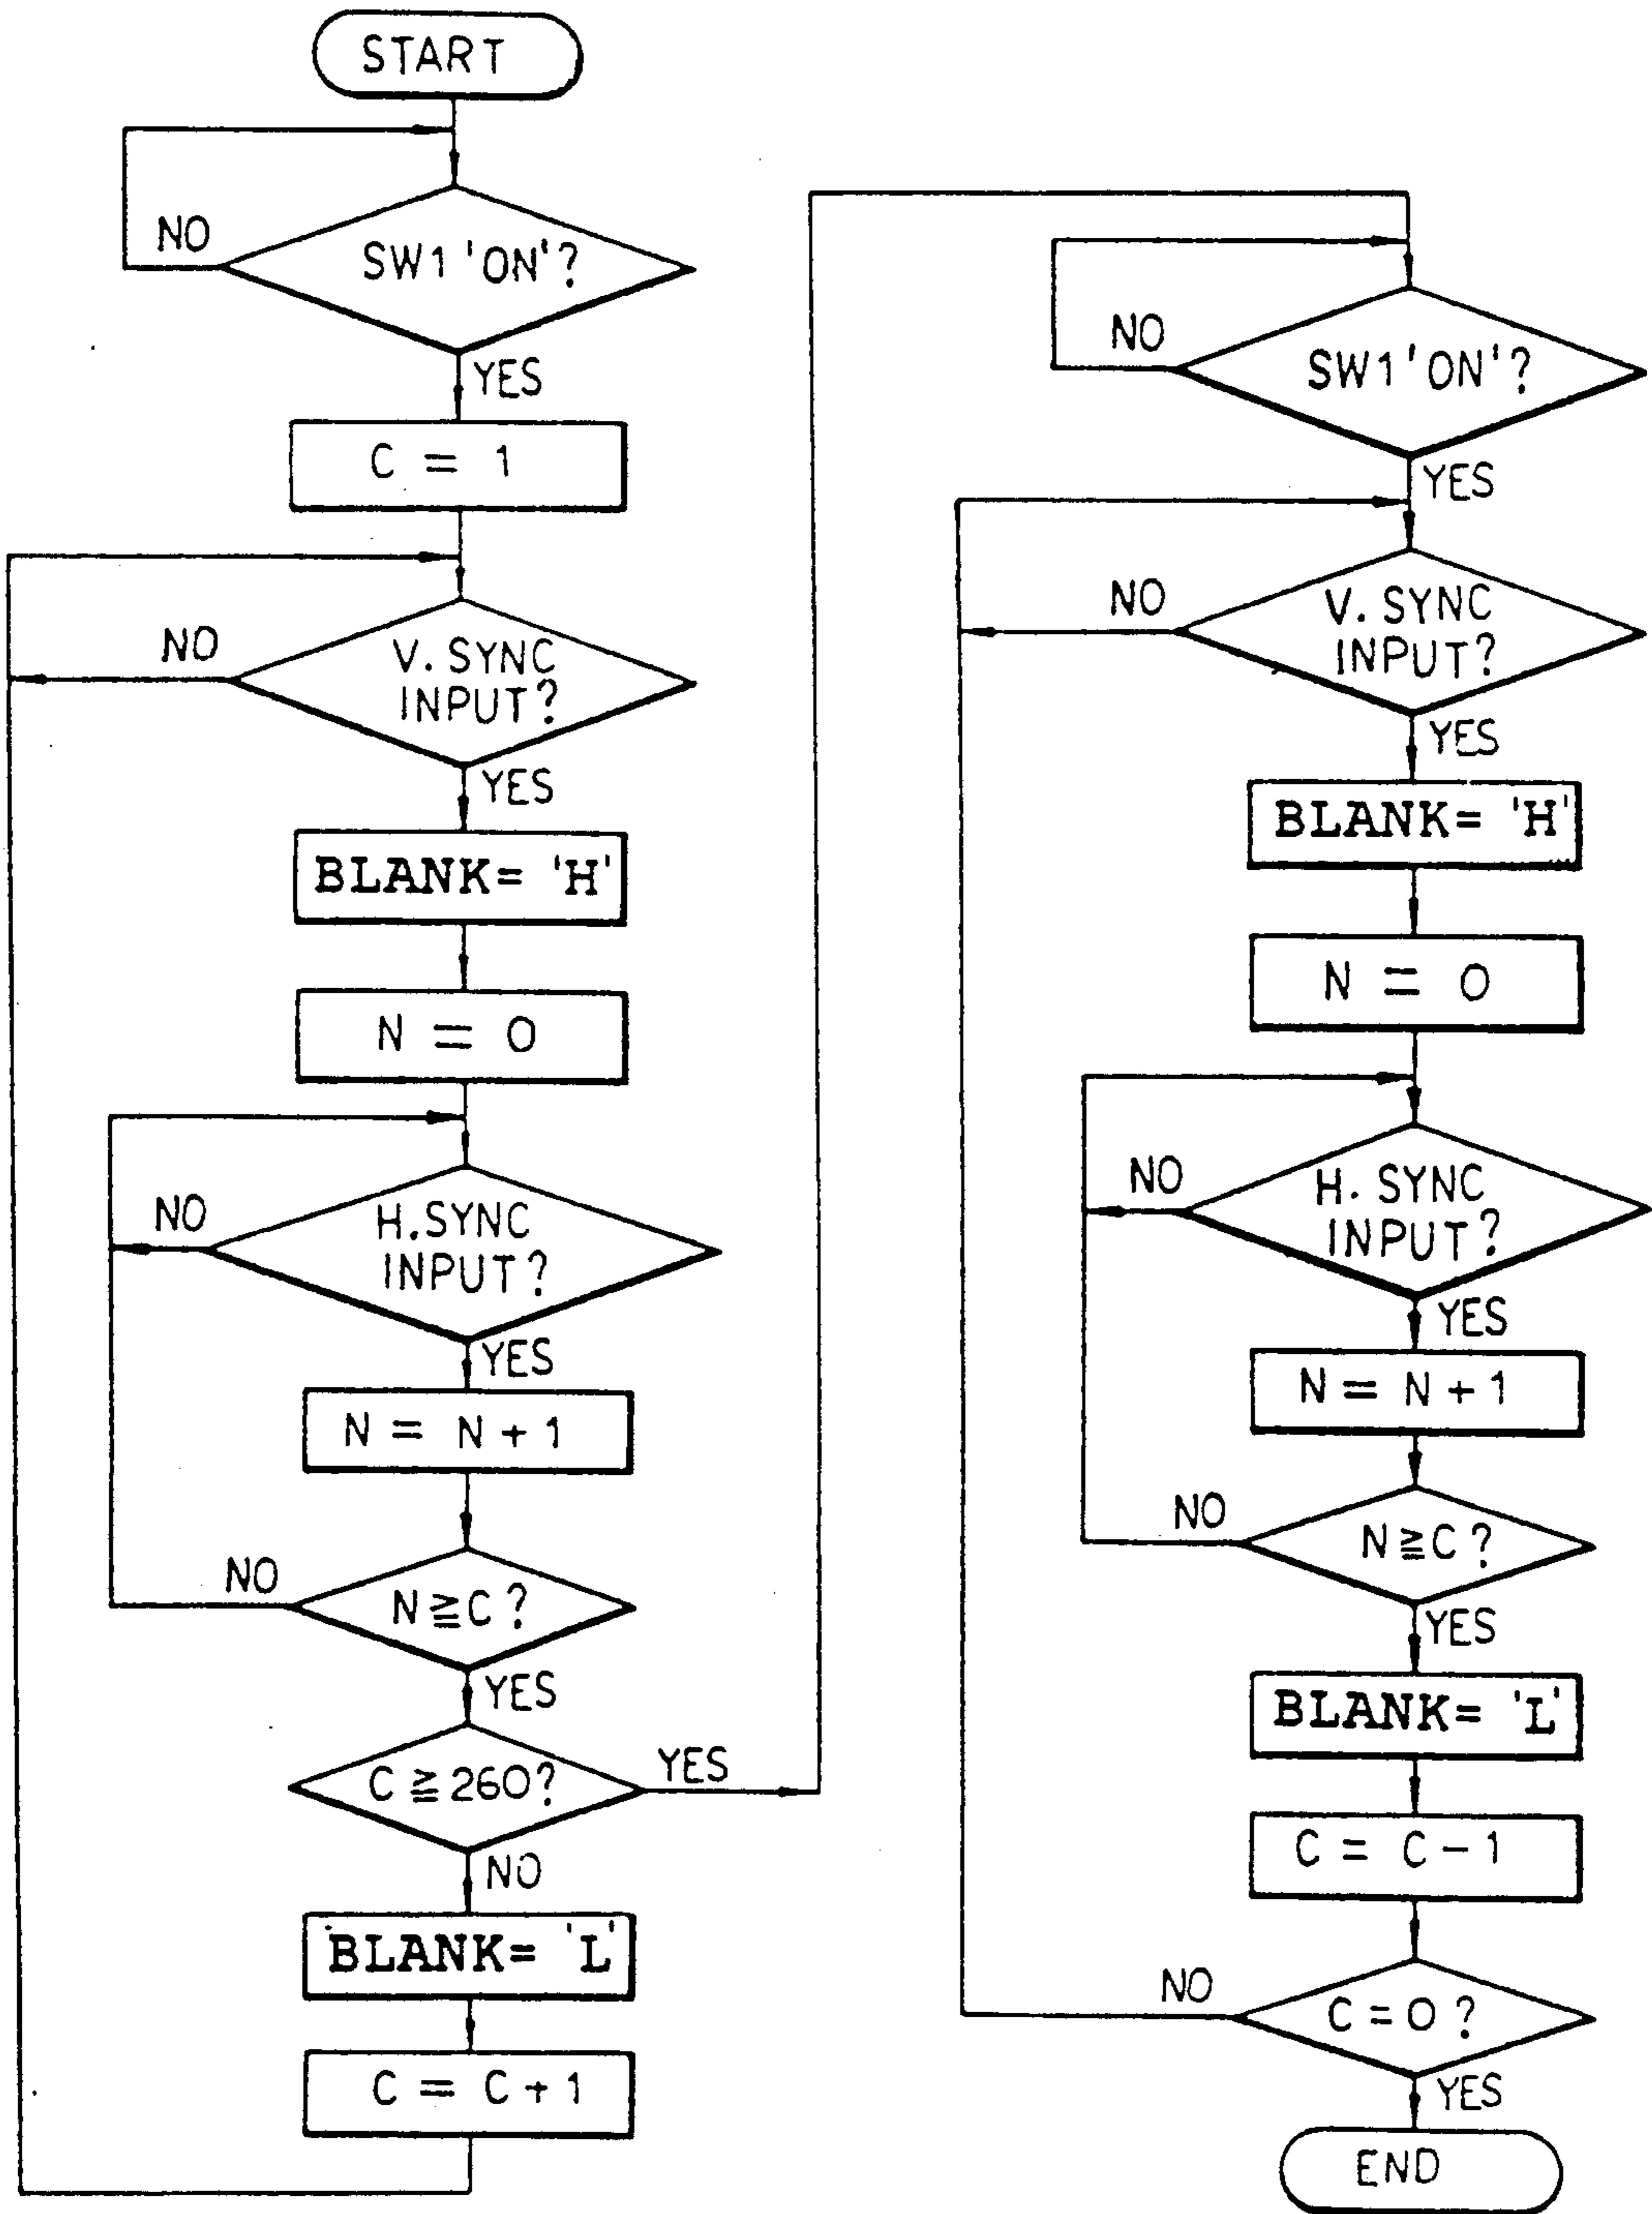 START
NO
SW1 'ON'?
YES
C = 1
NO
V. SYNC
INPUT?
YES
BLANK= 'H'
N = 0
NO
H.SYNC
INPUT?
YES
N = N + 1
NO
N ≧ C ?
YES
C ≧ 260?
YES
NO
BLANK= 'L'
C = C + 1
NO
SW1 'ON'?
YES
NO
V. SYNC
INPUT?
YES
BLANK= 'H'
N = 0
NO
H. SYNC
INPUT?
YES
N = N + 1
NO
N ≧ C ?
YES
BLANK= 'L'
C = C - 1
NO
C = 0 ?
YES
END